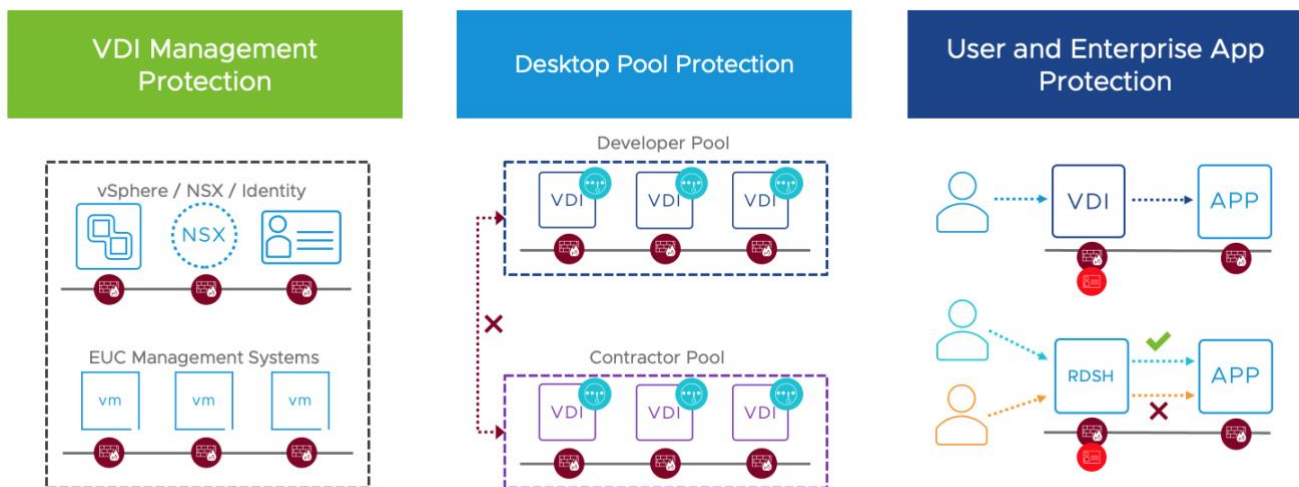 VDI Management
Protection
Desktop Pool Protection
User and Enterprise App
Protection
vSphere / NSX / Identity
NSX
EUC Management Systems
vm
vm
vm
Developer Pool
VDI
VDI
VDI
Contractor Pool
VDI
VDI
VDI
VDI
APP
RDSH
APP